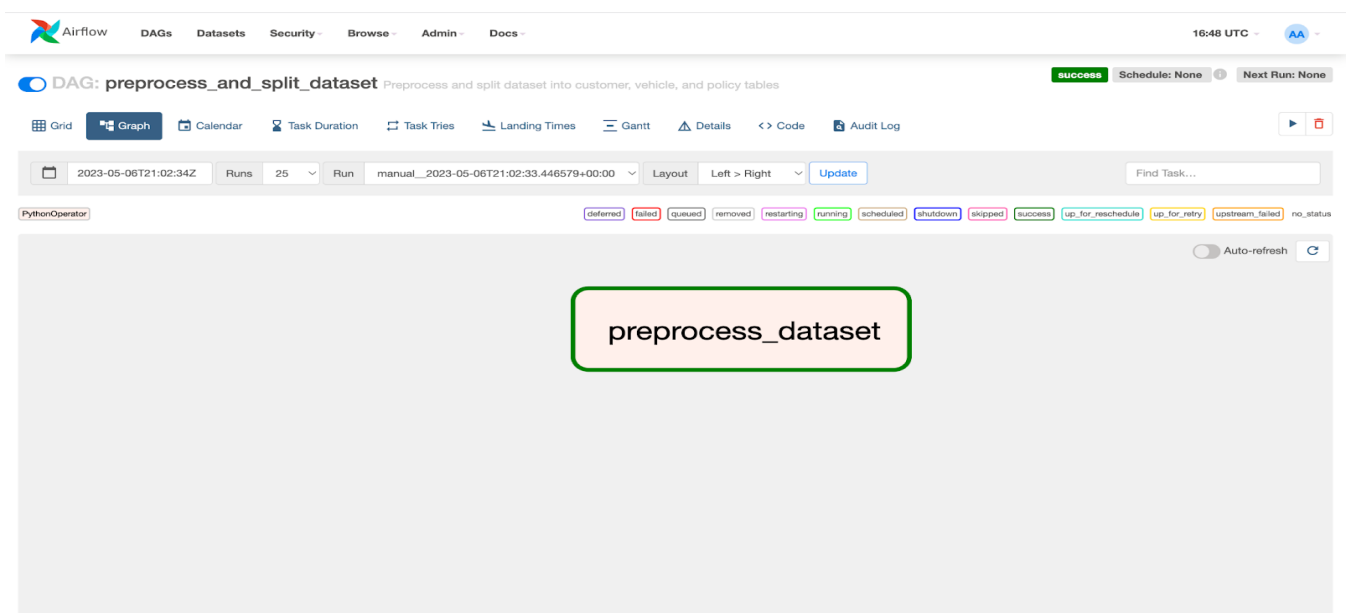 Airflow DAGs Datasets Security Browse Admin Docs 16:48 UTC AA
DAG: preprocess_and_split_dataset Preprocess and split dataset into customer, vehicle, and policy tables success Schedule: None i Next Run: None
Grid Graph Calendar Task Duration Task Tries Landing Times Gantt Details <> Code Audit Log
2023-05-06T21:02:34Z Runs 25 Run manual__2023-05-06T21:02:33.446579+00:00 Layout Left > Right Update Find Task...
PythonOperator deferred failed queued removed restarting running scheduled shutdown skipped success up_for_reschedule up_for_retry upstream_failed no_status
Auto-refresh
preprocess_dataset